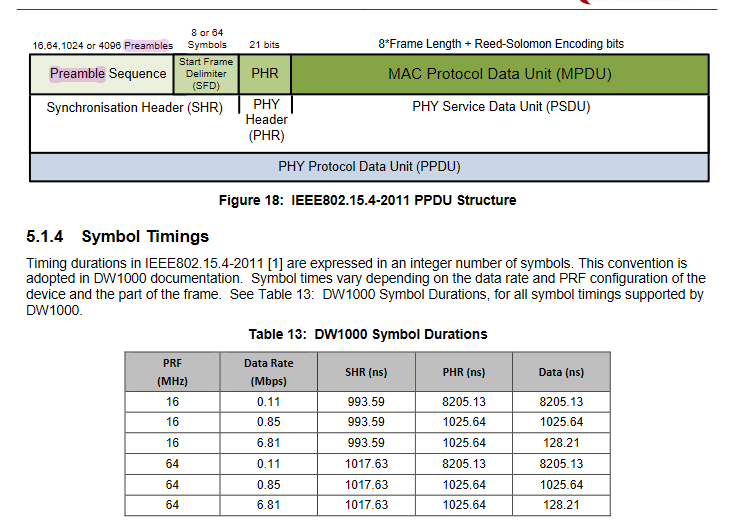 8 or 64
16,64,1024 or 4096 Preambles Symbols 21 bits 8*Frame Length + Reed-Solomon Encoding bits
Preamble Sequence
Start Frame
Delimiter
(SFD)
PHR
MAC Protocol Data Unit (MPDU)
Synchronisation Header (SHR)
PHY
Header
(PHR)
PHY Service Data Unit (PSDU)
PHY Protocol Data Unit (PPDU)
Figure 18: IEEE802.15.4-2011 PPDU Structure
5.1.4 Symbol Timings
Timing durations in IEEE802.15.4-2011 [1] are expressed in an integer number of symbols. This convention is
adopted in DW1000 documentation. Symbol times vary depending on the data rate and PRF configuration of the
device and the part of the frame. See Table 13: DW1000 Symbol Durations, for all symbol timings supported by
DW1000.
Table 13: DW1000 Symbol Durations
PRF
(MHz)
Data Rate
(Mbps)
SHR (ns)
PHR (ns)
Data (ns)
16 0.11 993.59 8205.13 8205.13
16 0.85 993.59 1025.64 1025.64
16 6.81 993.59 1025.64 128.21
64 0.11 1017.63 8205.13 8205.13
64 0.85 1017.63 1025.64 1025.64
64 6.81 1017.63 1025.64 128.21